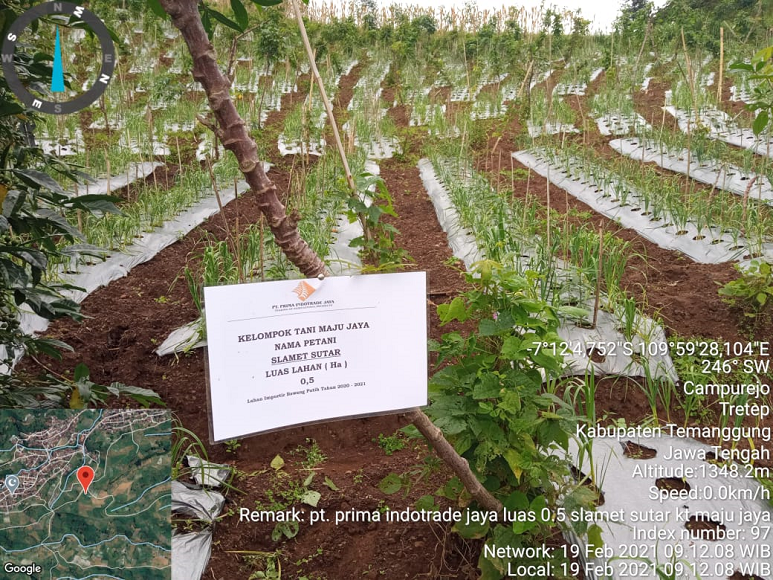 PT. PRIMA INDOTRADE JAYA
KELOMPOK TANI MAJU JAYA
NAMA PETANI
SLAMET SUTAR
LUAS LAHAN ( Ha )
0,5
Lahan Importir Bawang Putih Tahun 2020 - 2021
-7°1'24,752"S 109°59'28,104"E
246° SW
Campurejo
Tretep
Kabupaten Temanggung
Jawa Tengah
Altitude:1348.2m
Speed:0.0km/h
Remark: pt. prima indotrade jaya luas 0.5 slamet sutar kt maju jaya
Index number: 97
Network: 19 Feb 2021 09.12.08 WIB
Local: 19 Feb 2021 09.12.08 WIB
Google